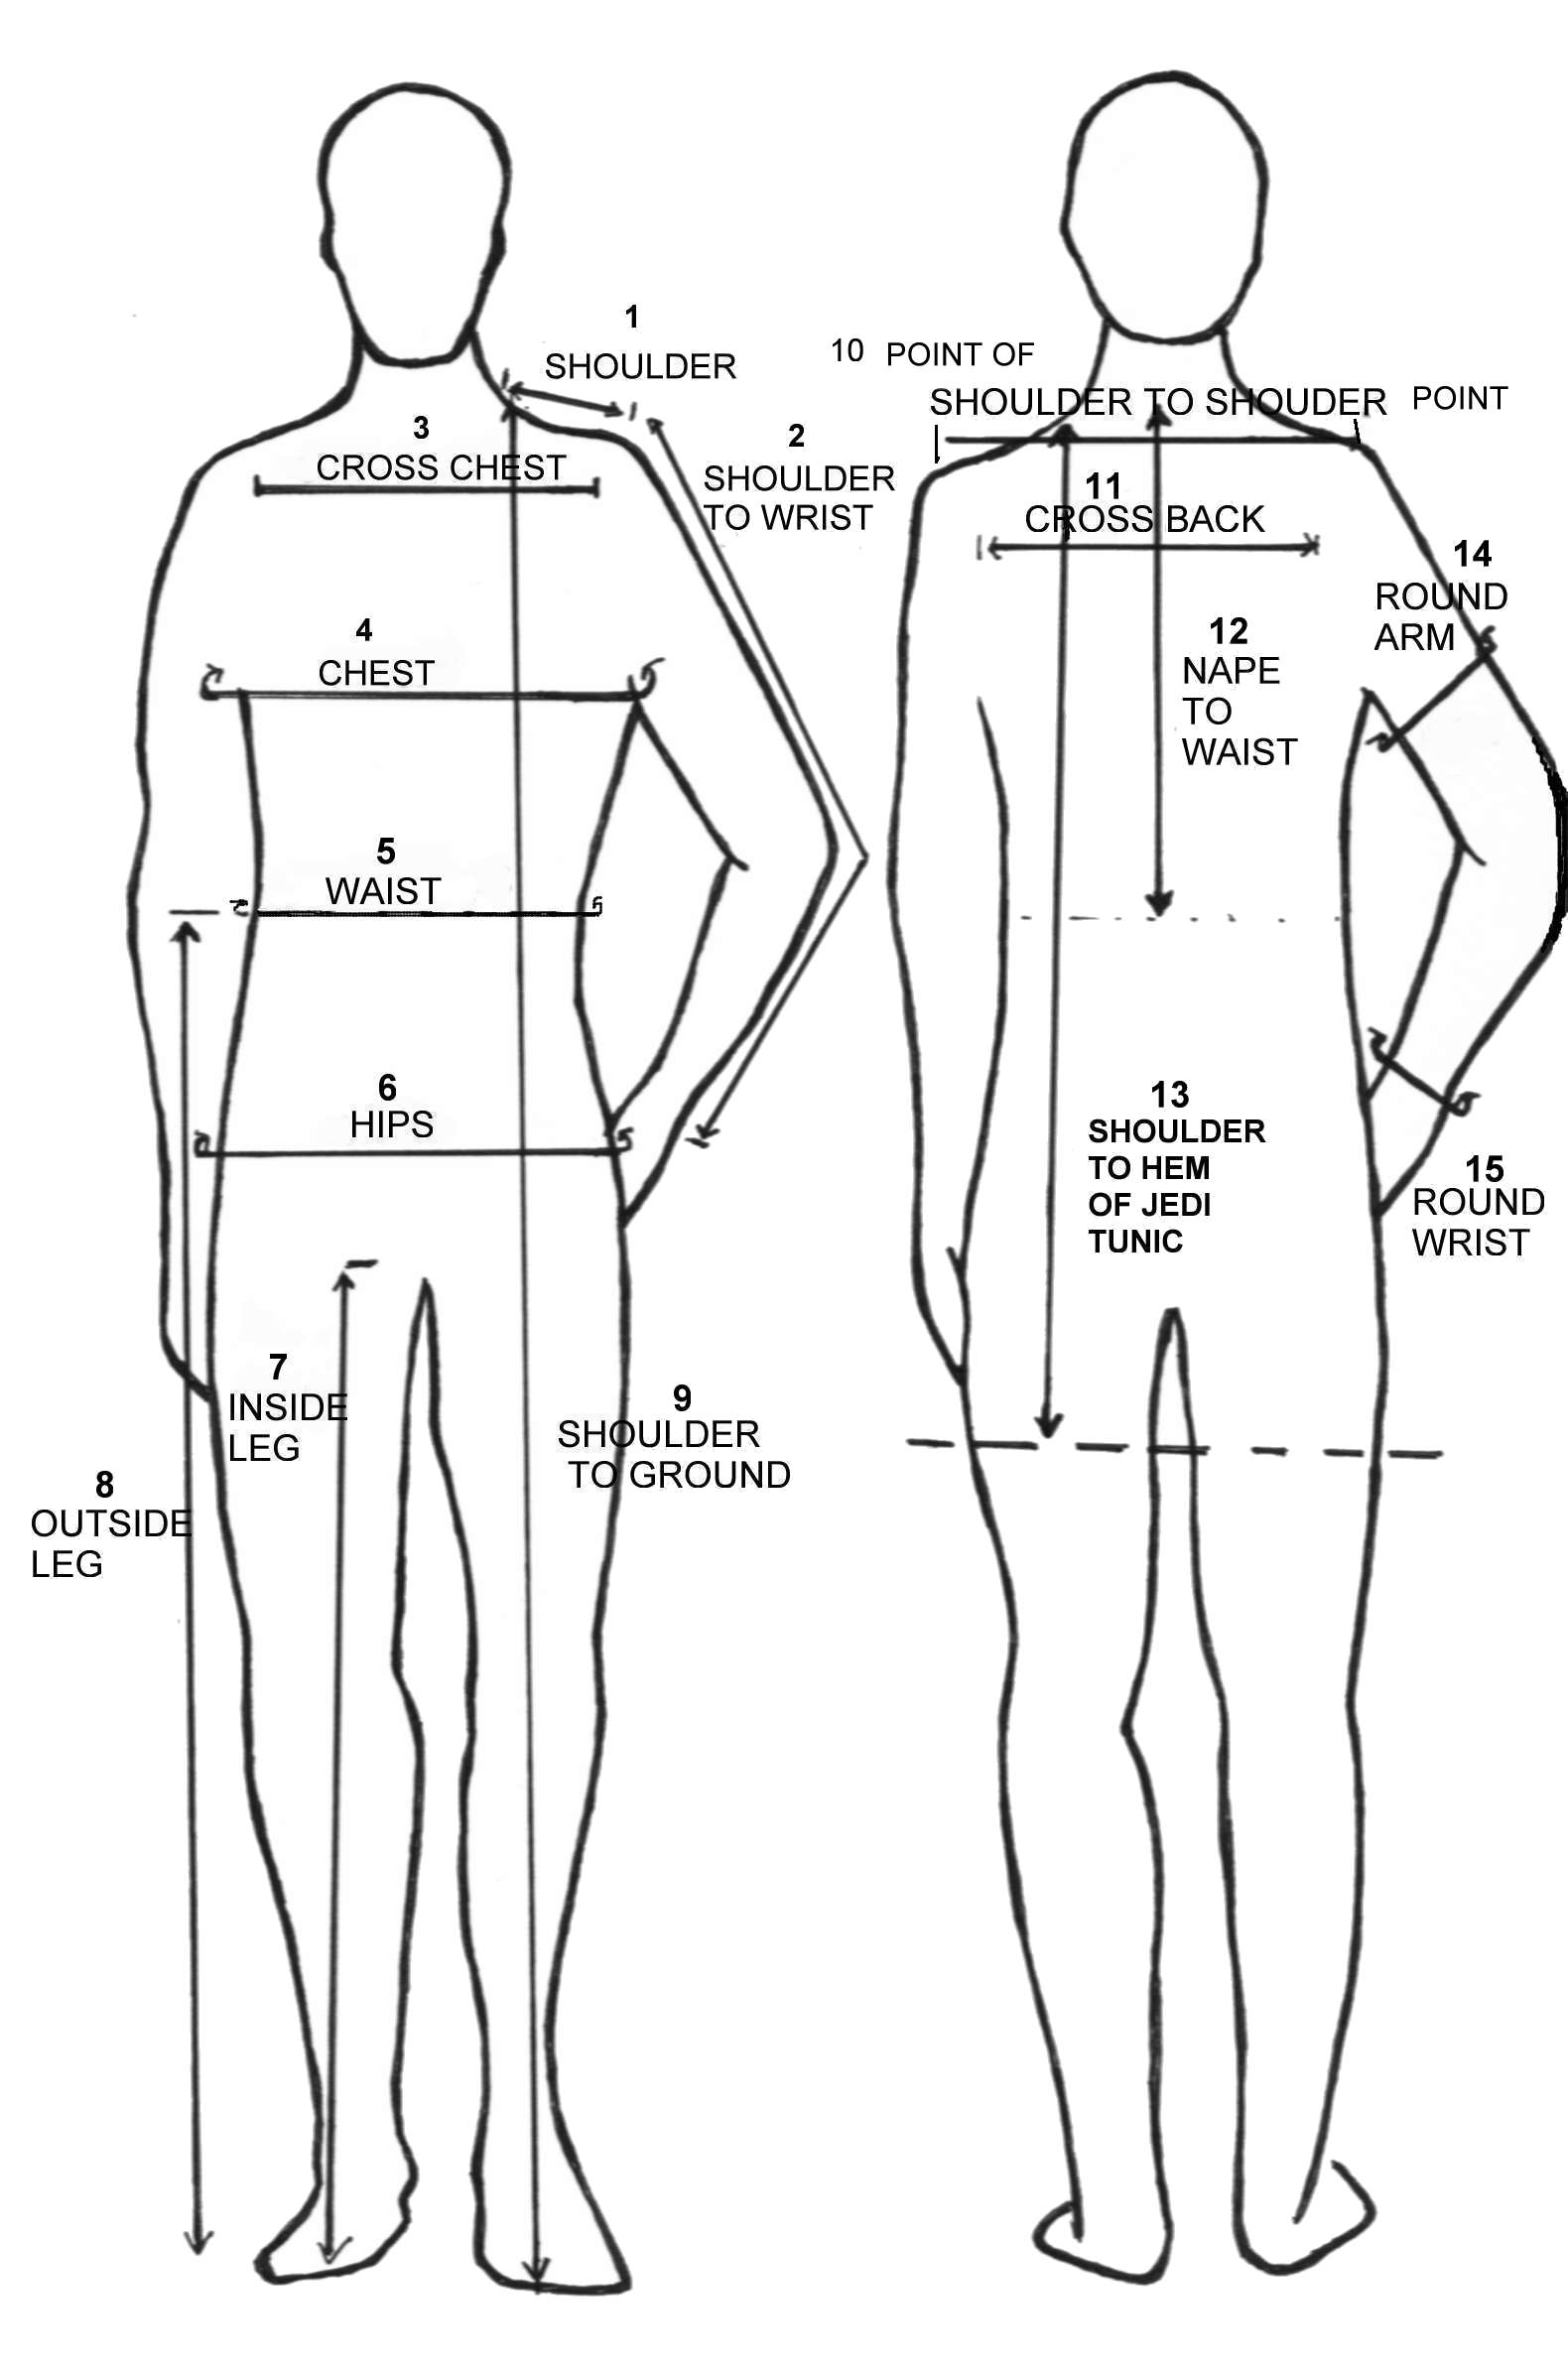 1
SHOULDER
2
SHOULDER
TO WRIST
3
CROSS CHEST
4
CHEST
5
WAIST
6
HIPS
7
INSIDE
LEG
8
OUTSIDE
LEG
9
SHOULDER
TO GROUND
10 POINT OF
SHOULDER TO SHOUDER POINT
11
CROSS BACK
12
NAPE
TO
WAIST
13
SHOULDER
TO HEM
OF JEDI
TUNIC
14
ROUND
ARM
15
ROUND
WRIST